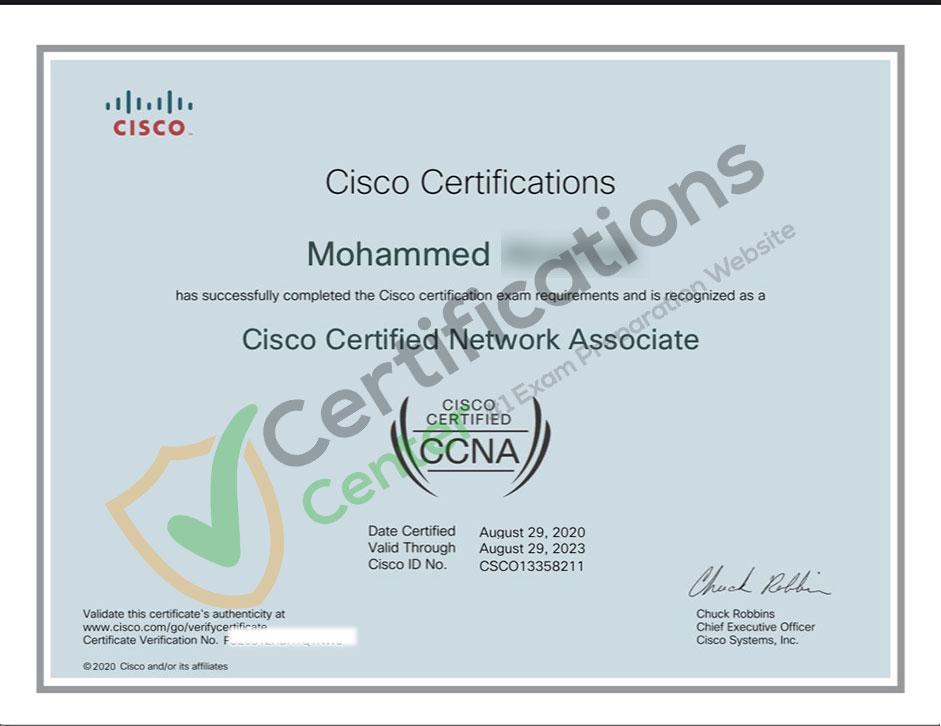 CISCO
Cisco Certifications
Mohammed
has successfully completed the Cisco certification exam requirements and is recognized as a
Cisco Certified Network Associate
CISCO
CERTIFIED
CCNA
Certifications
Center
#1 Exam Preparation Website
Date Certified August 29, 2020
Valid Through August 29, 2023
Cisco ID No. CSCO13358211
Chuck Robbins
Validate this certificate's authenticity at
www.cisco.com/go/verifycertificate
Certificate Verification No.
©2020 Cisco and/or its affiliates
Chuck Robbins
Chief Executive Officer
Cisco Systems, Inc.